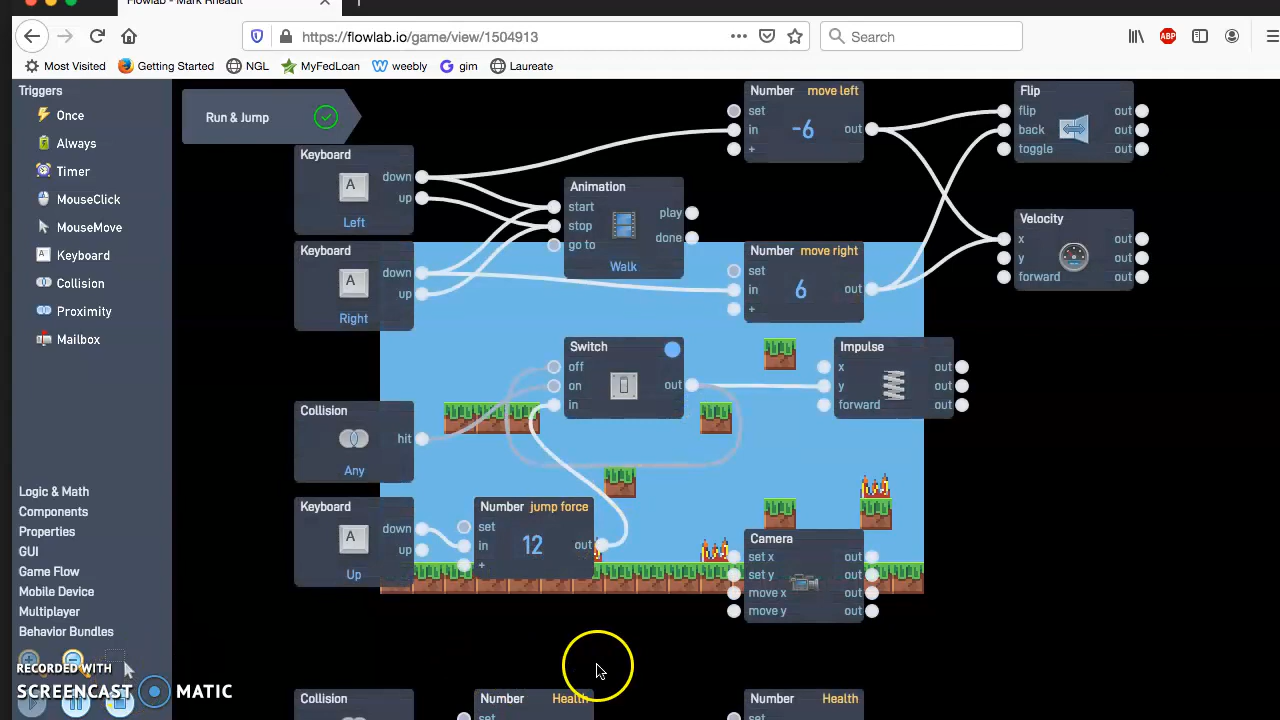 Flowlab - Mark Rheault
https://flowlab.io/game/view/1504913
Search
ABP
Most Visited
Getting Started
NGL
MyFedLoan
weebly
gim
Laureate
Triggers
Once
Always
Timer
MouseClick
MouseMove
Keyboard
Collision
Proximity
Mailbox
Logic & Math
Components
Properties
GUI
Game Flow
Mobile Device
Multiplayer
Behavior Bundles
RECORDED WITH
SCREENCAST MATIC
Run & Jump
Keyboard
down
up
A
Left
Keyboard
down
up
A
Right
Animation
start
stop
go to
play
done
Walk
Number move left
set
in
+
-6
out
Number move right
set
in
+
6
out
Flip
flip
back
toggle
out
out
out
Velocity
x
y
forward
out
out
out
Switch
off
on
in
out
Impulse
x
y
forward
out
out
out
Collision
hit
Any
Keyboard
down
up
A
Up
Number jump force
set
in
+
12
out
Camera
set x
set y
move x
move y
out
out
out
out
Collision
Number Health
set
Number Health
set